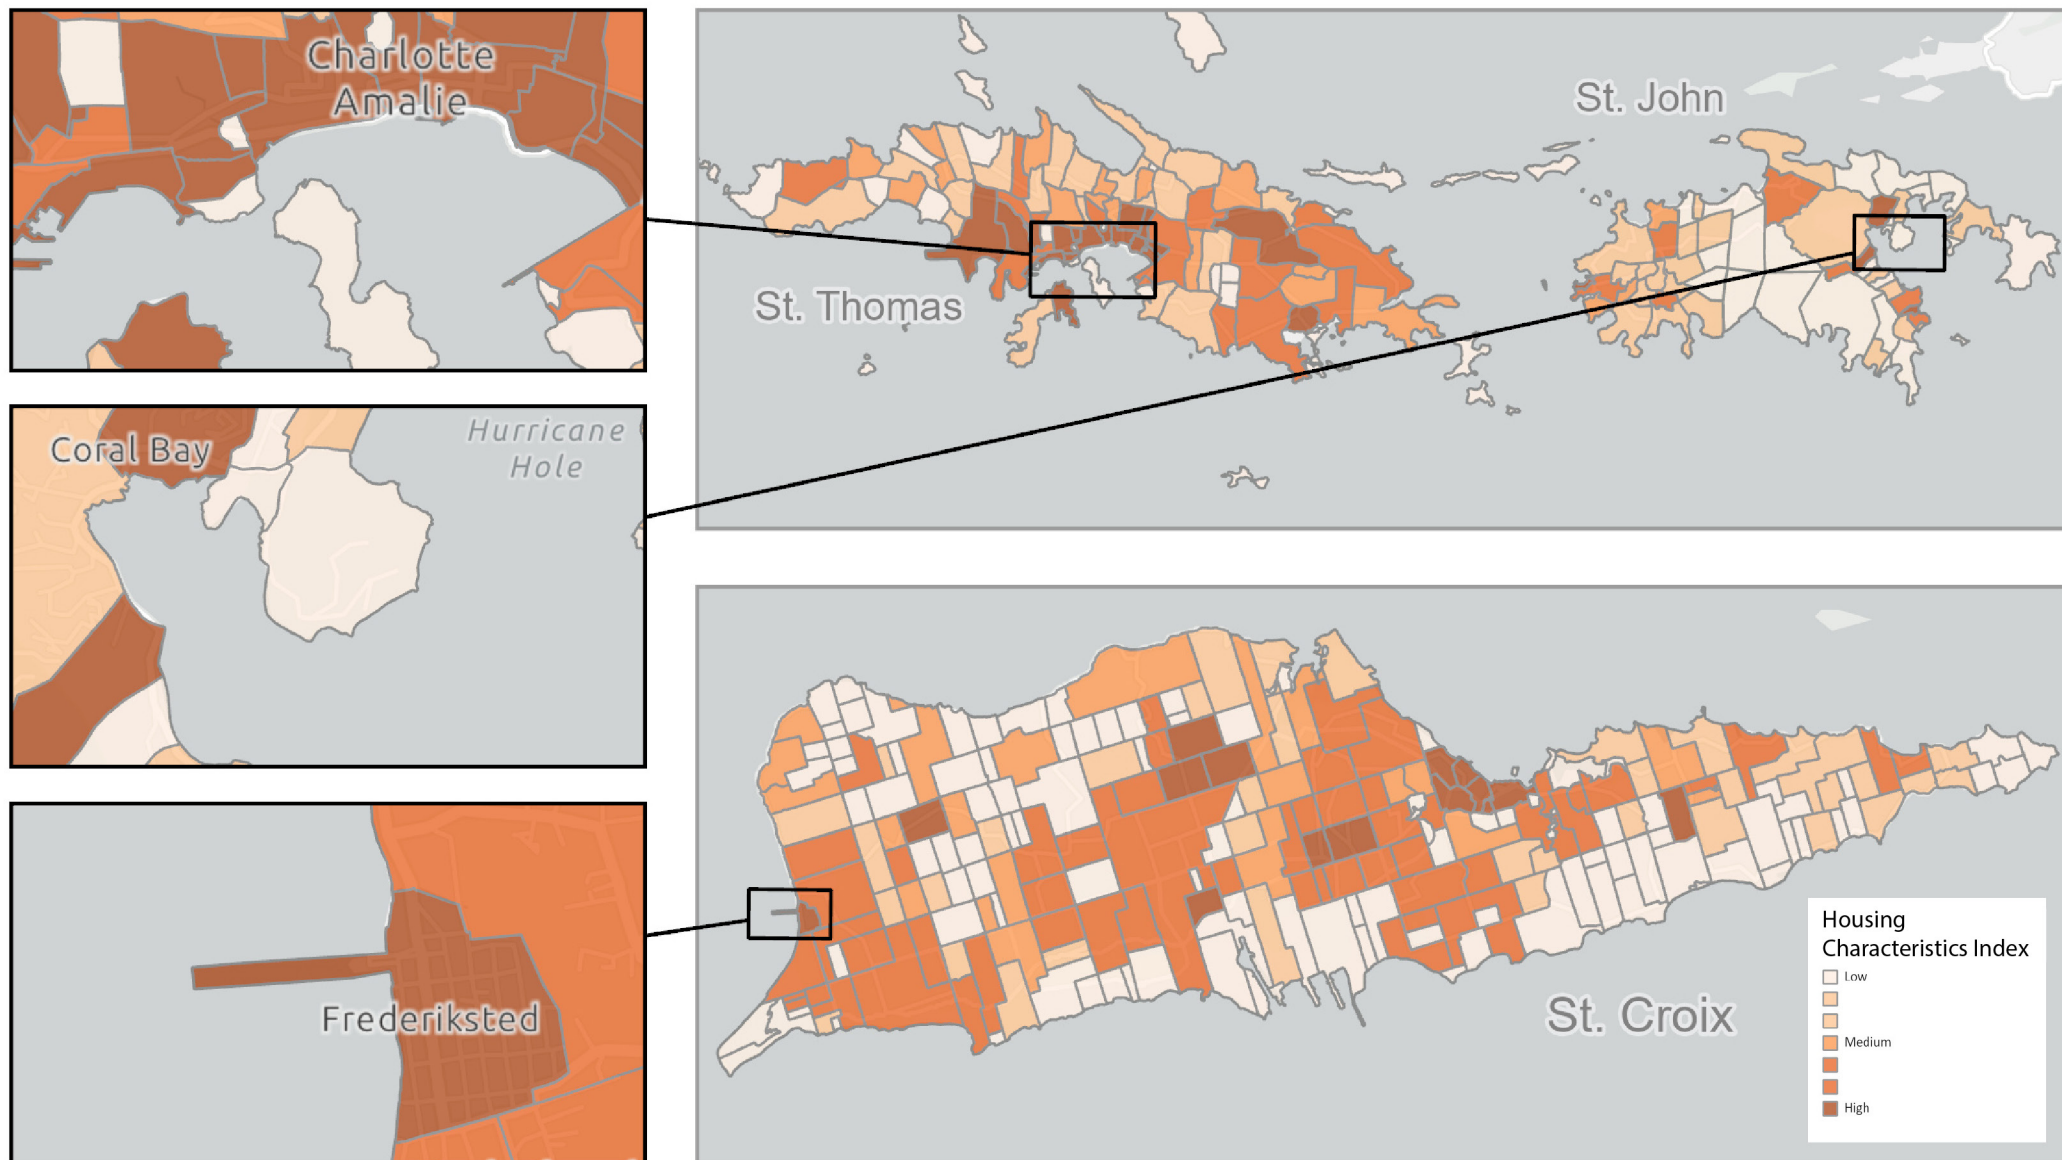 Charlotte
Amalie
St. John
St. Thomas
Coral Bay
Hurricane
Hole
Frederiksted
St. Croix
Housing
Characteristics Index
Low
Medium
High